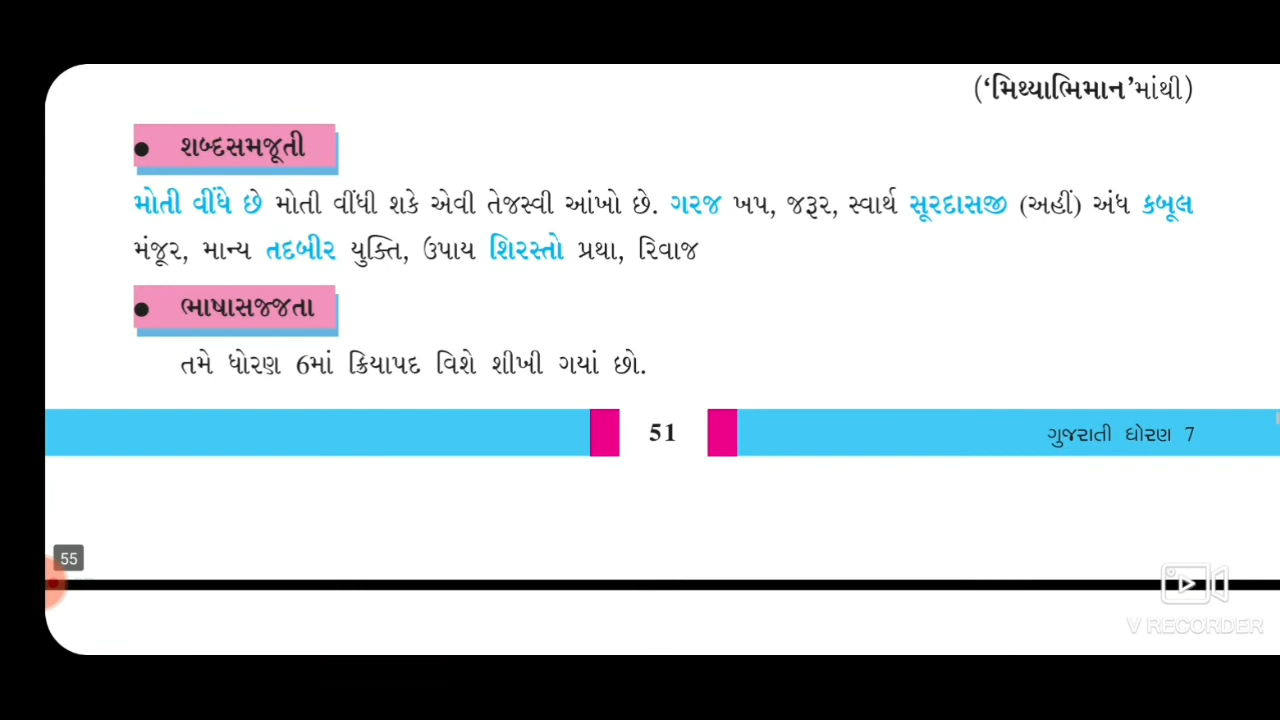 (‘મિથ્યાભિમાન’માંથી)
● શબ્દસમજૂતી
મોતી વીંધે છે મોતી વીંધી શકે એવી તેજસ્વી આંખો છે. ગરજ ખપ, જરૂર, સ્વાર્થ સૂરદાસજી (અહીં) અંધ કબૂલ
મંજૂર, માન્ય તદબીર યુક્તિ, ઉપાય શિરસ્તો પ્રથા, રિવાજ
● ભાષાસજ્જતા
તમે ધોરણ 6માં ક્રિયાપદ વિશે શીખી ગયાં છો.
51
ગુજરાતી ધોરણ 7
55
V RECORDER